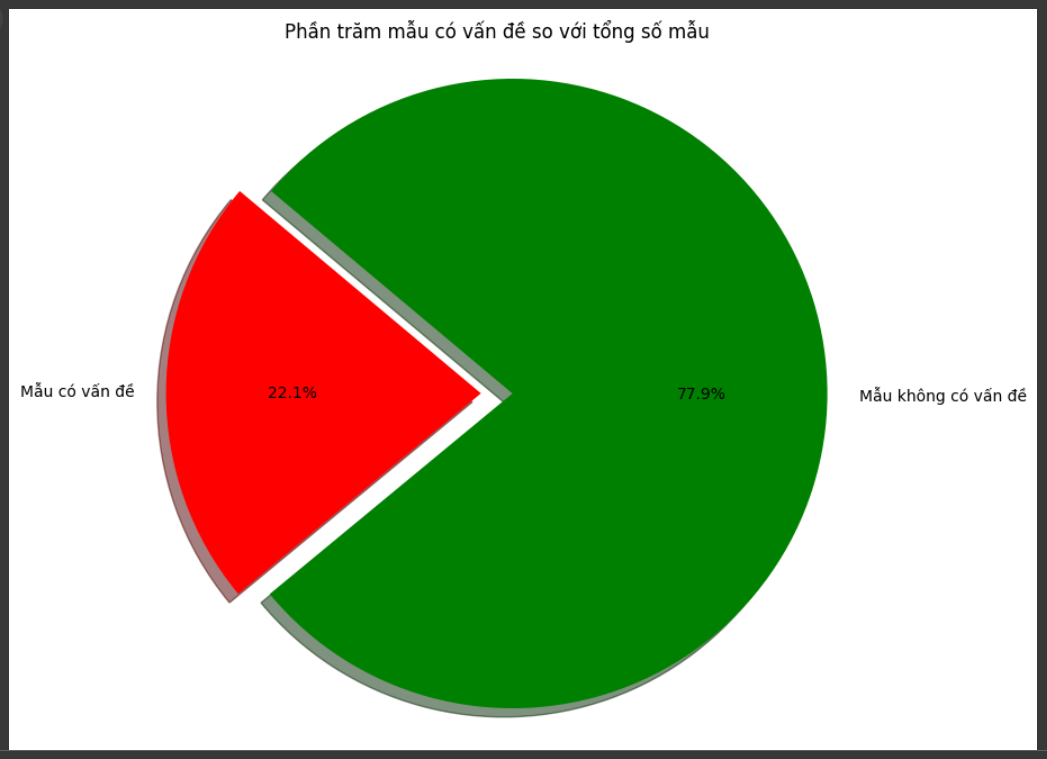 Phần trăm mẫu có vấn đề so với tổng số mẫu
Mẫu có vấn đề
22.1%
77.9%
Mẫu không có vấn đề